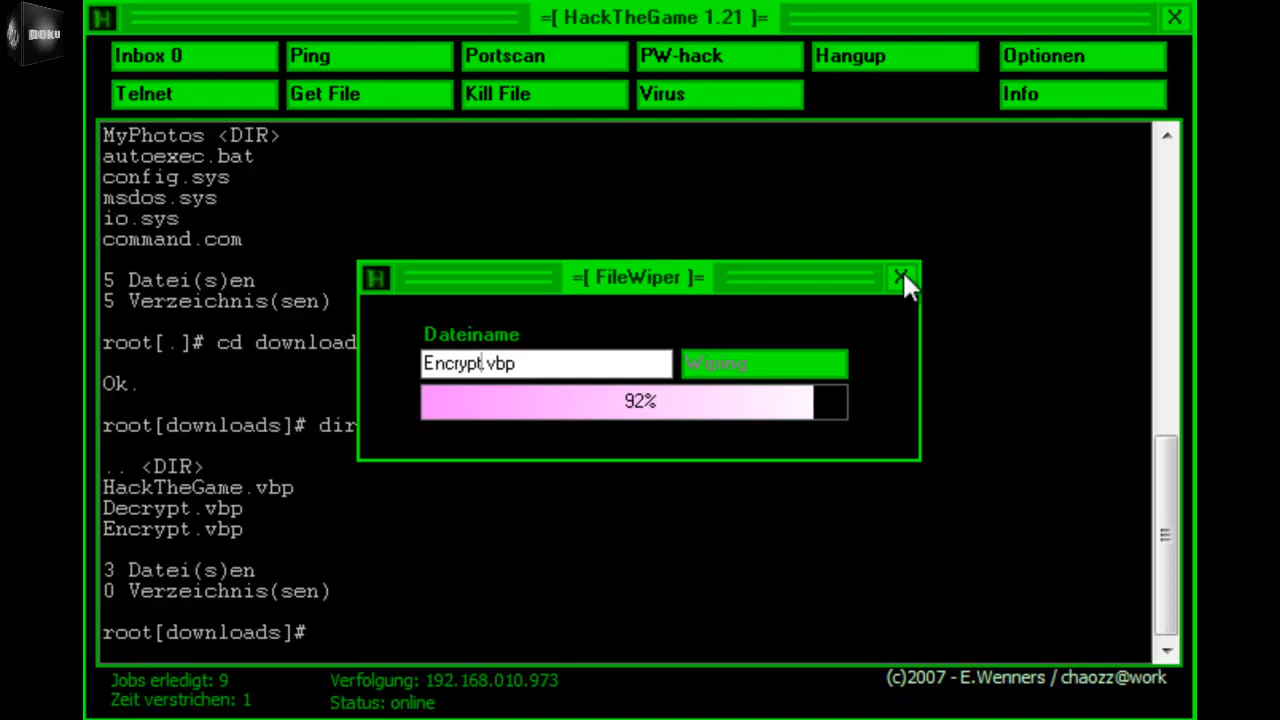 DOKU
=[ HackTheGame 1.21 ]=
X
Inbox 0
Ping
Portscan
PW-hack
Hangup
Optionen
Telnet
Get File
Kill File
Virus
Info
MyPhotos <DIR>
autoexec.bat
config.sys
msdos.sys
io.sys
command.com
5 Datei(s)en
5 Verzeichnis(sen)
root[.]# cd download
Ok.
root[downloads]# dir
.. <DIR>
HackTheGame.vbp
Decrypt.vbp
Encrypt.vbp
3 Datei(s)en
0 Verzeichnis(sen)
root[downloads]#
=[ FileWiper ]=
X
Dateiname
Encrypt.vbp
Wiping
92%
Jobs erledigt: 9
Zeit verstrichen: 1
Verfolgung: 192.168.010.973
Status: online
(c)2007 - E.Wenners / chaozz@work